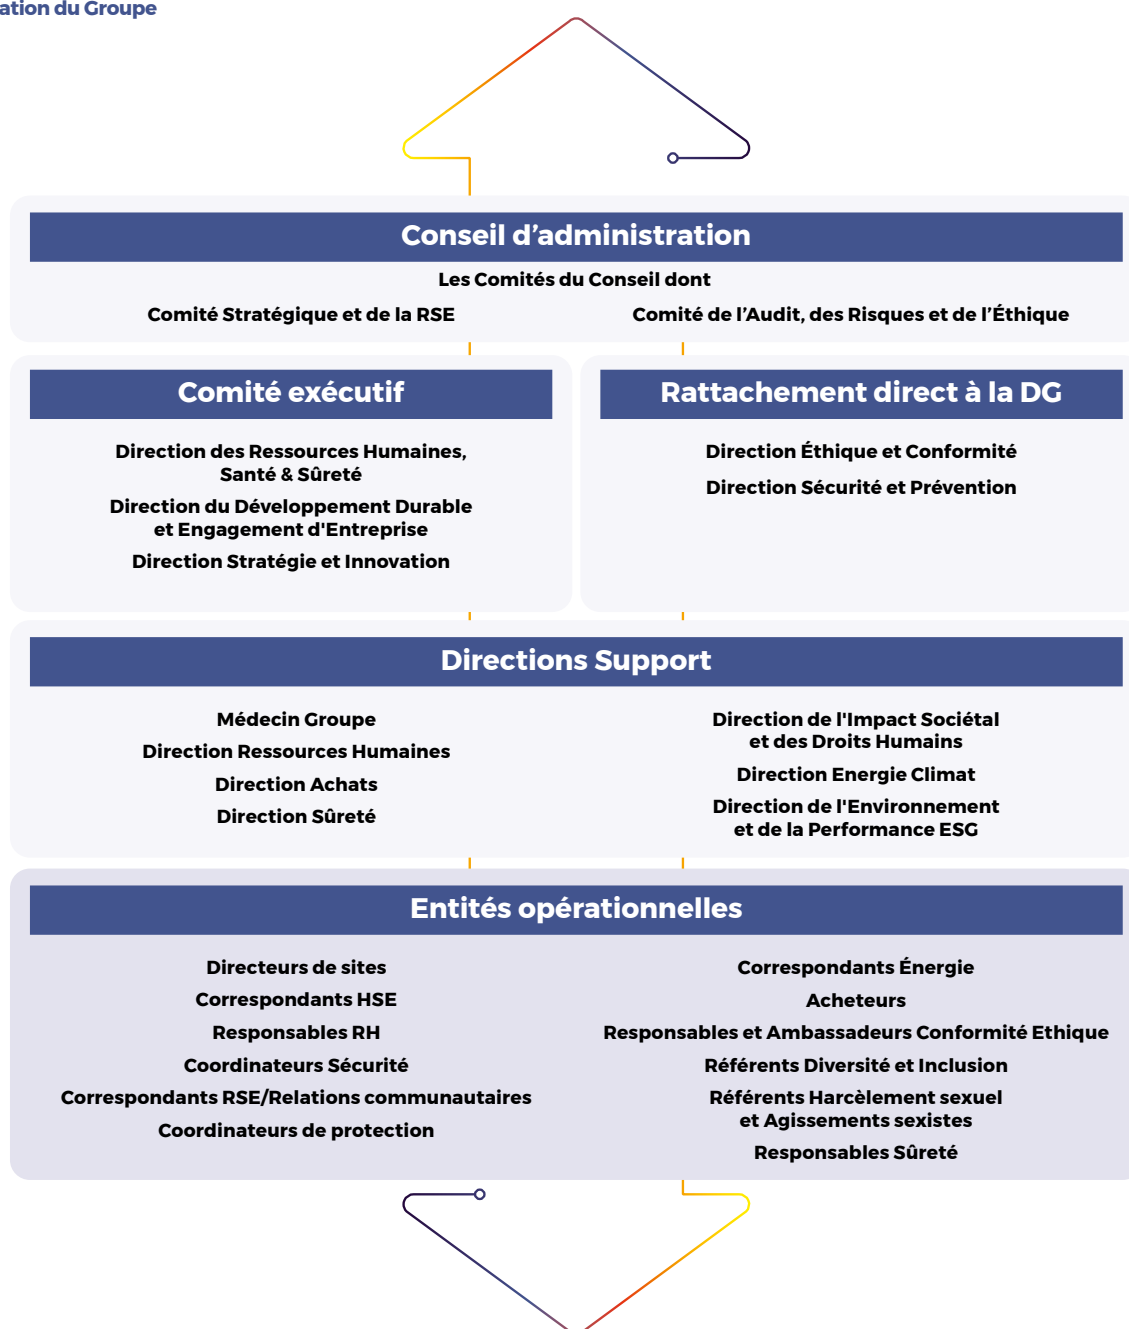 ation du Groupe
Conseil d’administration
Les Comités du Conseil dont
Comité Stratégique et de la RSE
Comité de l’Audit, des Risques et de l’Éthique
Comité exécutif
Direction des Ressources Humaines,
Santé & Sûreté
Direction du Développement Durable
et Engagement d'Entreprise
Direction Stratégie et Innovation
Rattachement direct à la DG
Direction Éthique et Conformité
Direction Sécurité et Prévention
Directions Support
Médecin Groupe
Direction Ressources Humaines
Direction Achats
Direction Sûreté
Direction de l'Impact Sociétal
et des Droits Humains
Direction Energie Climat
Direction de l'Environnement
et de la Performance ESG
Entités opérationnelles
Directeurs de sites
Correspondants HSE
Responsables RH
Coordinateurs Sécurité
Correspondants RSE/Relations communautaires
Coordinateurs de protection
Correspondants Énergie
Acheteurs
Responsables et Ambassadeurs Conformité Ethique
Référents Diversité et Inclusion
Référents Harcèlement sexuel
et Agissements sexistes
Responsables Sûreté